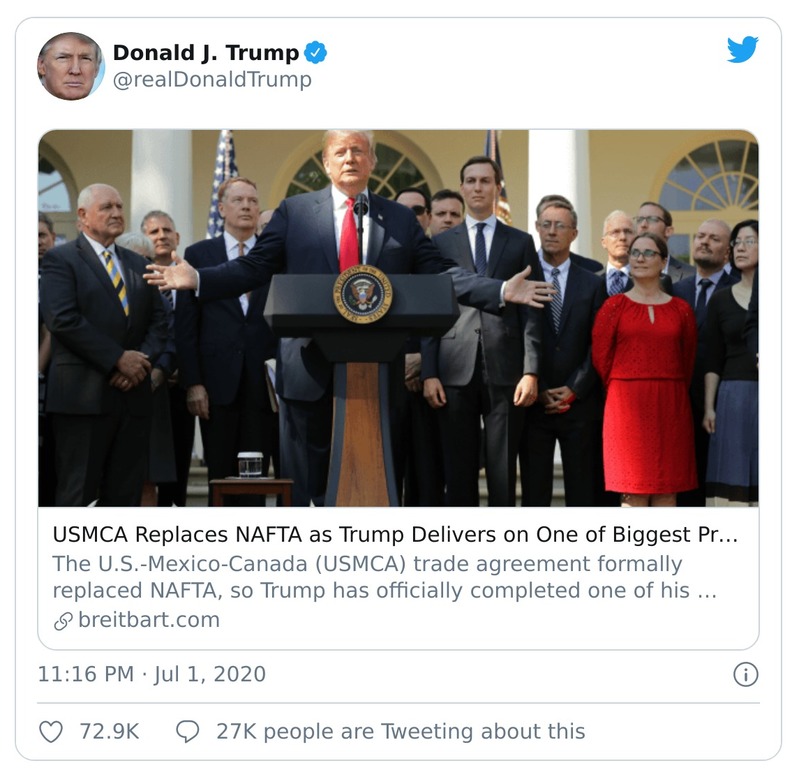 Donald J. Trump
@realDonaldTrump
USMCA Replaces NAFTA as Trump Delivers on One of Biggest Pr...
The U.S.-Mexico-Canada (USMCA) trade agreement formally
replaced NAFTA, so Trump has officially completed one of his ...
breitbart.com
11:16 PM · Jul 1, 2020
72.9K
27K people are Tweeting about this